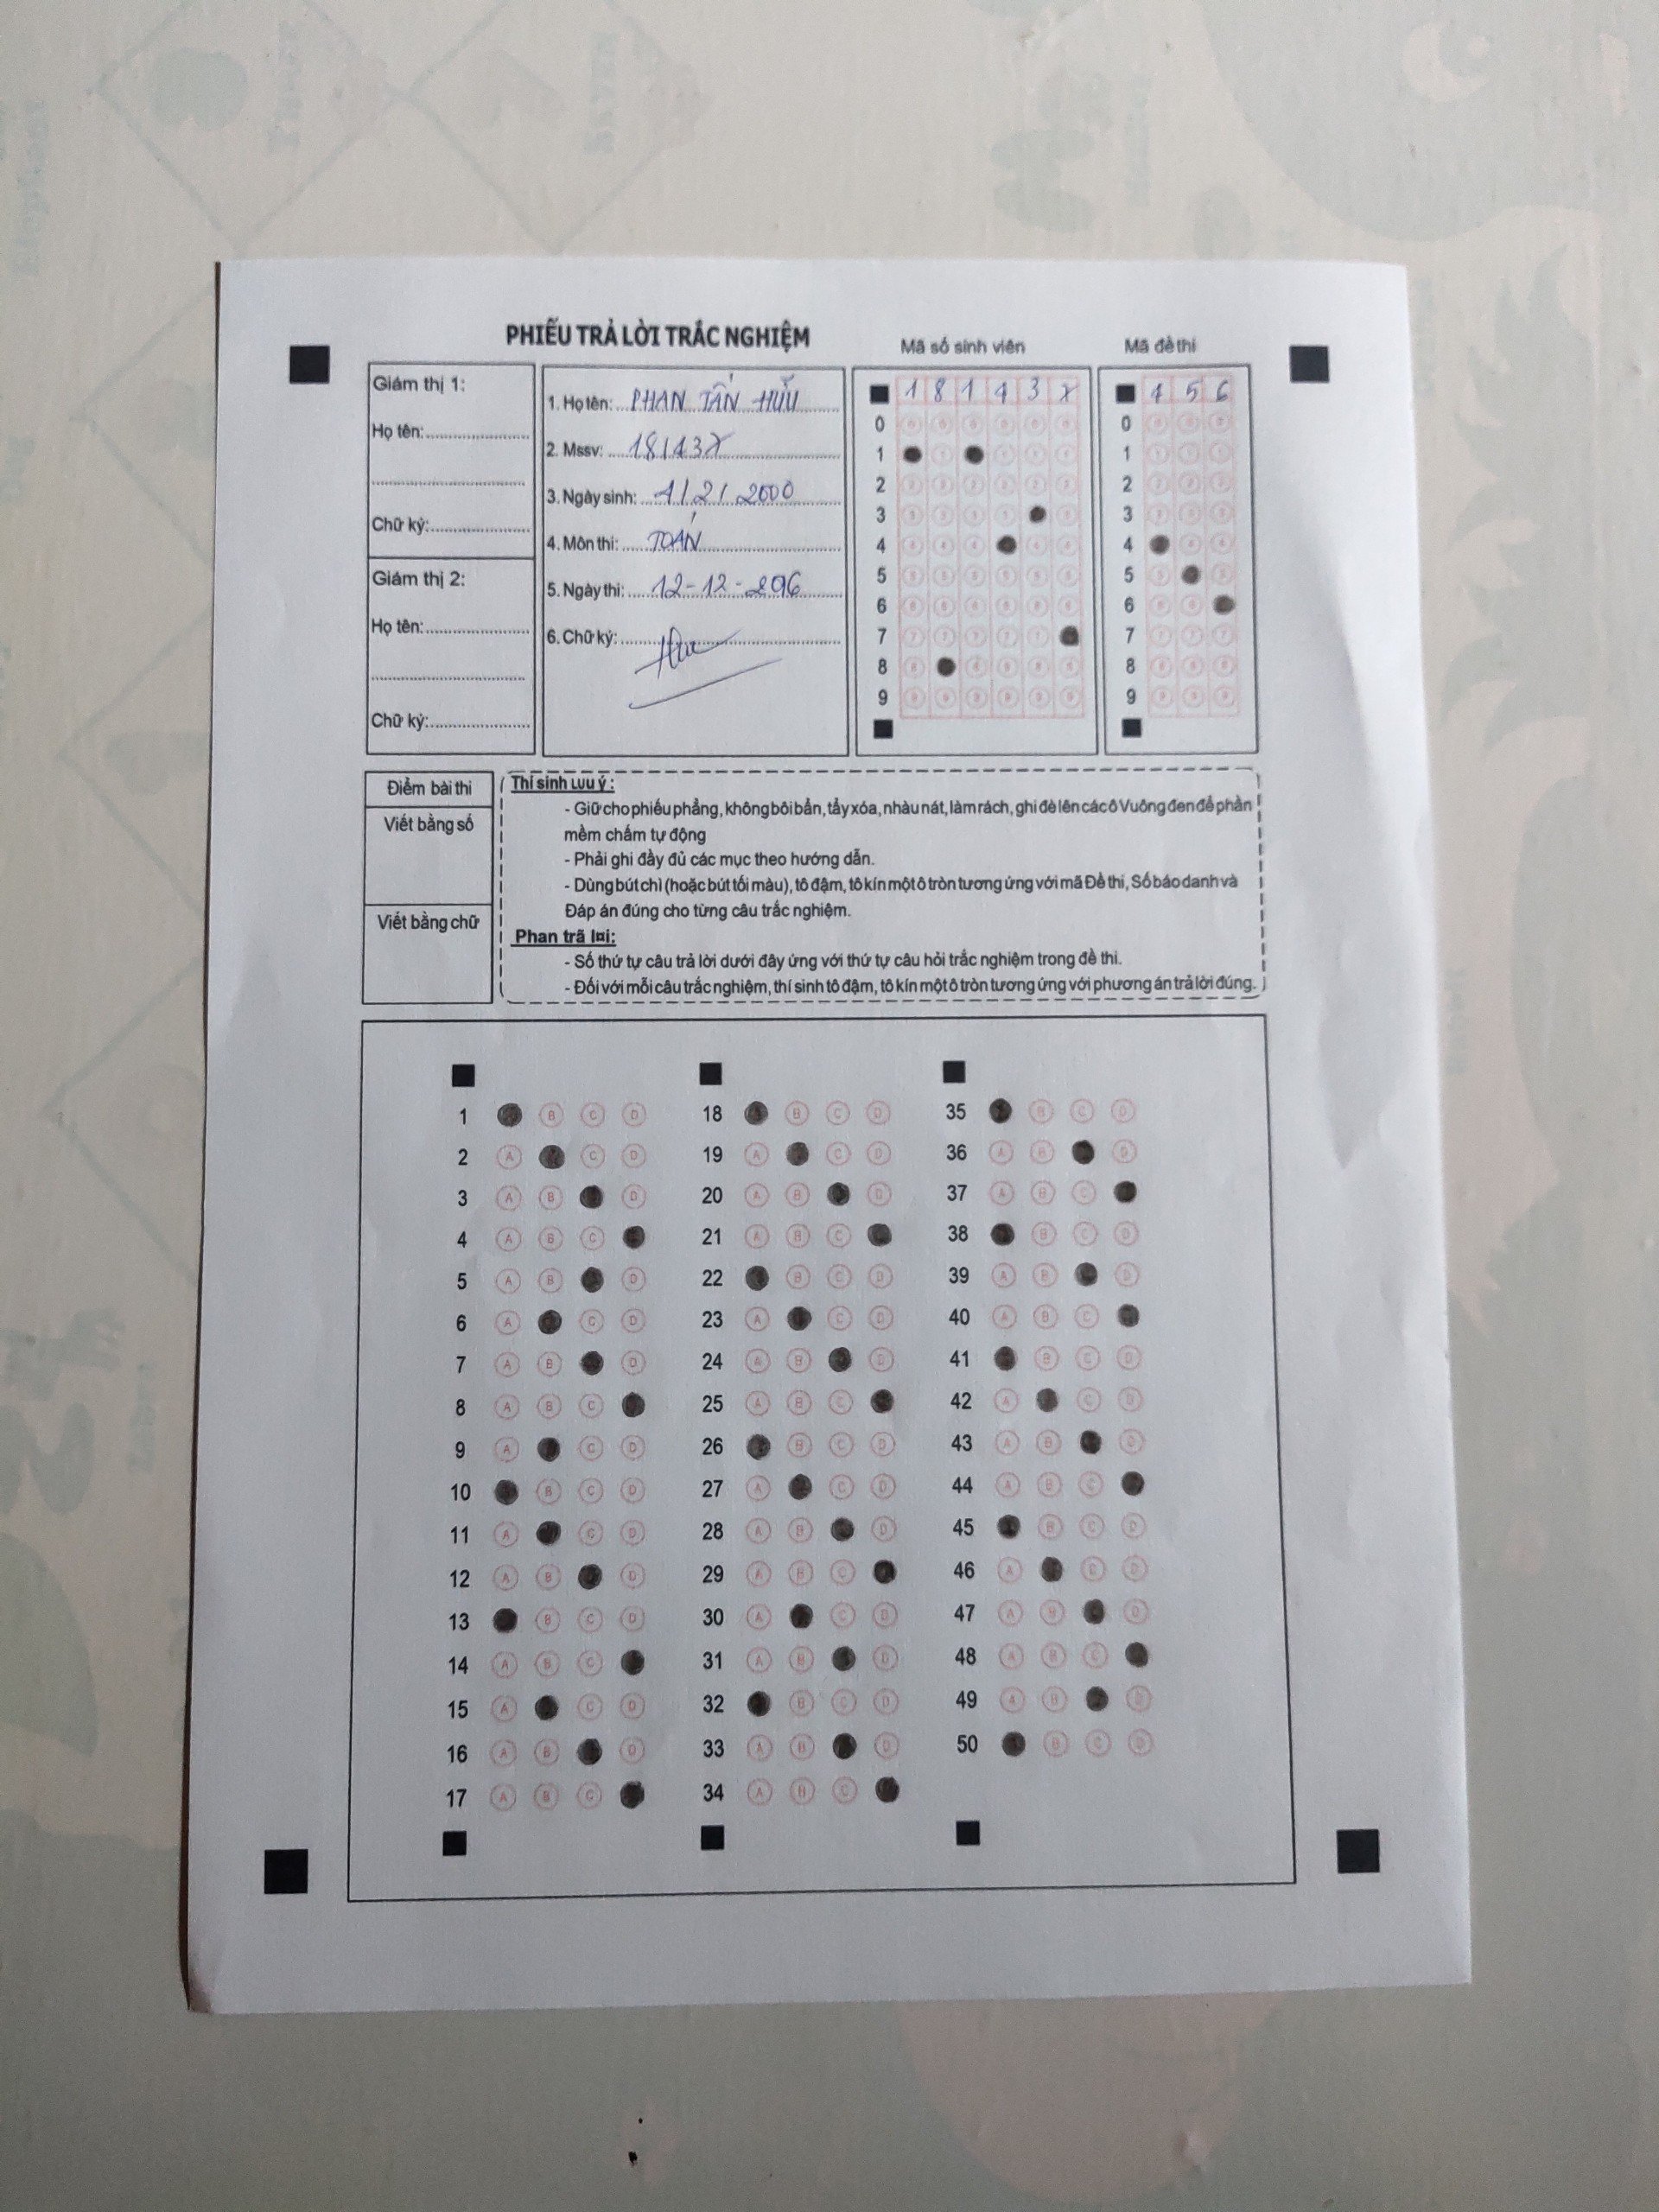 PHIẾU TRẢ LỜI TRẮC NGHIỆM
Mã số sinh viên
Mã đề thi
Giám thị 1:
Họ tên:
Chữ ký:
Giám thị 2:
Họ tên:
Chữ ký:
1. Họ tên: PHAN TẤN HỮU
2. Mssv: 181437
3. Ngày sinh: 1/2/2000
4. Môn thi: TOÁN
5. Ngày thi: 12-12-296
6. Chữ ký:
1 8 1 4 3 7
0
1
2
3
4
5
6
7
8
9
4 5 6
0
1
2
3
4
5
6
7
8
9
Điểm bài thi
Viết bằng số
Viết bằng chữ
Thí sinh lưu ý:
- Giữ cho phiếu phẳng, không bôi bẩn, tẩy xóa, nhàu nát, làm rách, ghi đè lên các ô Vuông đen để phần
mềm chấm tự động
- Phải ghi đầy đủ các mục theo hướng dẫn.
- Dùng bút chì (hoặc bút tối màu), tô đậm, tô kín một ô tròn tương ứng với mã Đề thi, Số báo danh và
Đáp án đúng cho từng câu trắc nghiệm.
Phan trã l¤i:
- Số thứ tự câu trả lời dưới đây ứng với thứ tự câu hỏi trắc nghiệm trong đề thi.
- Đối với mỗi câu trắc nghiệm, thí sinh tô đậm, tô kín một ô tròn tương ứng với phương án trả lời đúng.
1 B C D
2 A C D
3 A B D
4 A B C
5 A B D
6 A C D
7 A B D
8 A B C
9 A C D
10 B C D
11 A C D
12 A B D
13 B C D
14 A B C
15 A C D
16 A B D
17 A B C
18 B C D
19 A C D
20 A B D
21 A B C
22 B C D
23 A C D
24 A B D
25 A B C
26 B C D
27 A C D
28 A B D
29 A B C
30 A C D
31 A B D
32 B C D
33 A B D
34 A B C
35 B C D
36 A B D
37 A B C
38 B C D
39 A B D
40 A B C
41 B C D
42 A C D
43 A B D
44 A B C
45 B C D
46 A C D
47 A B D
48 A B C
49 A B D
50 B C D